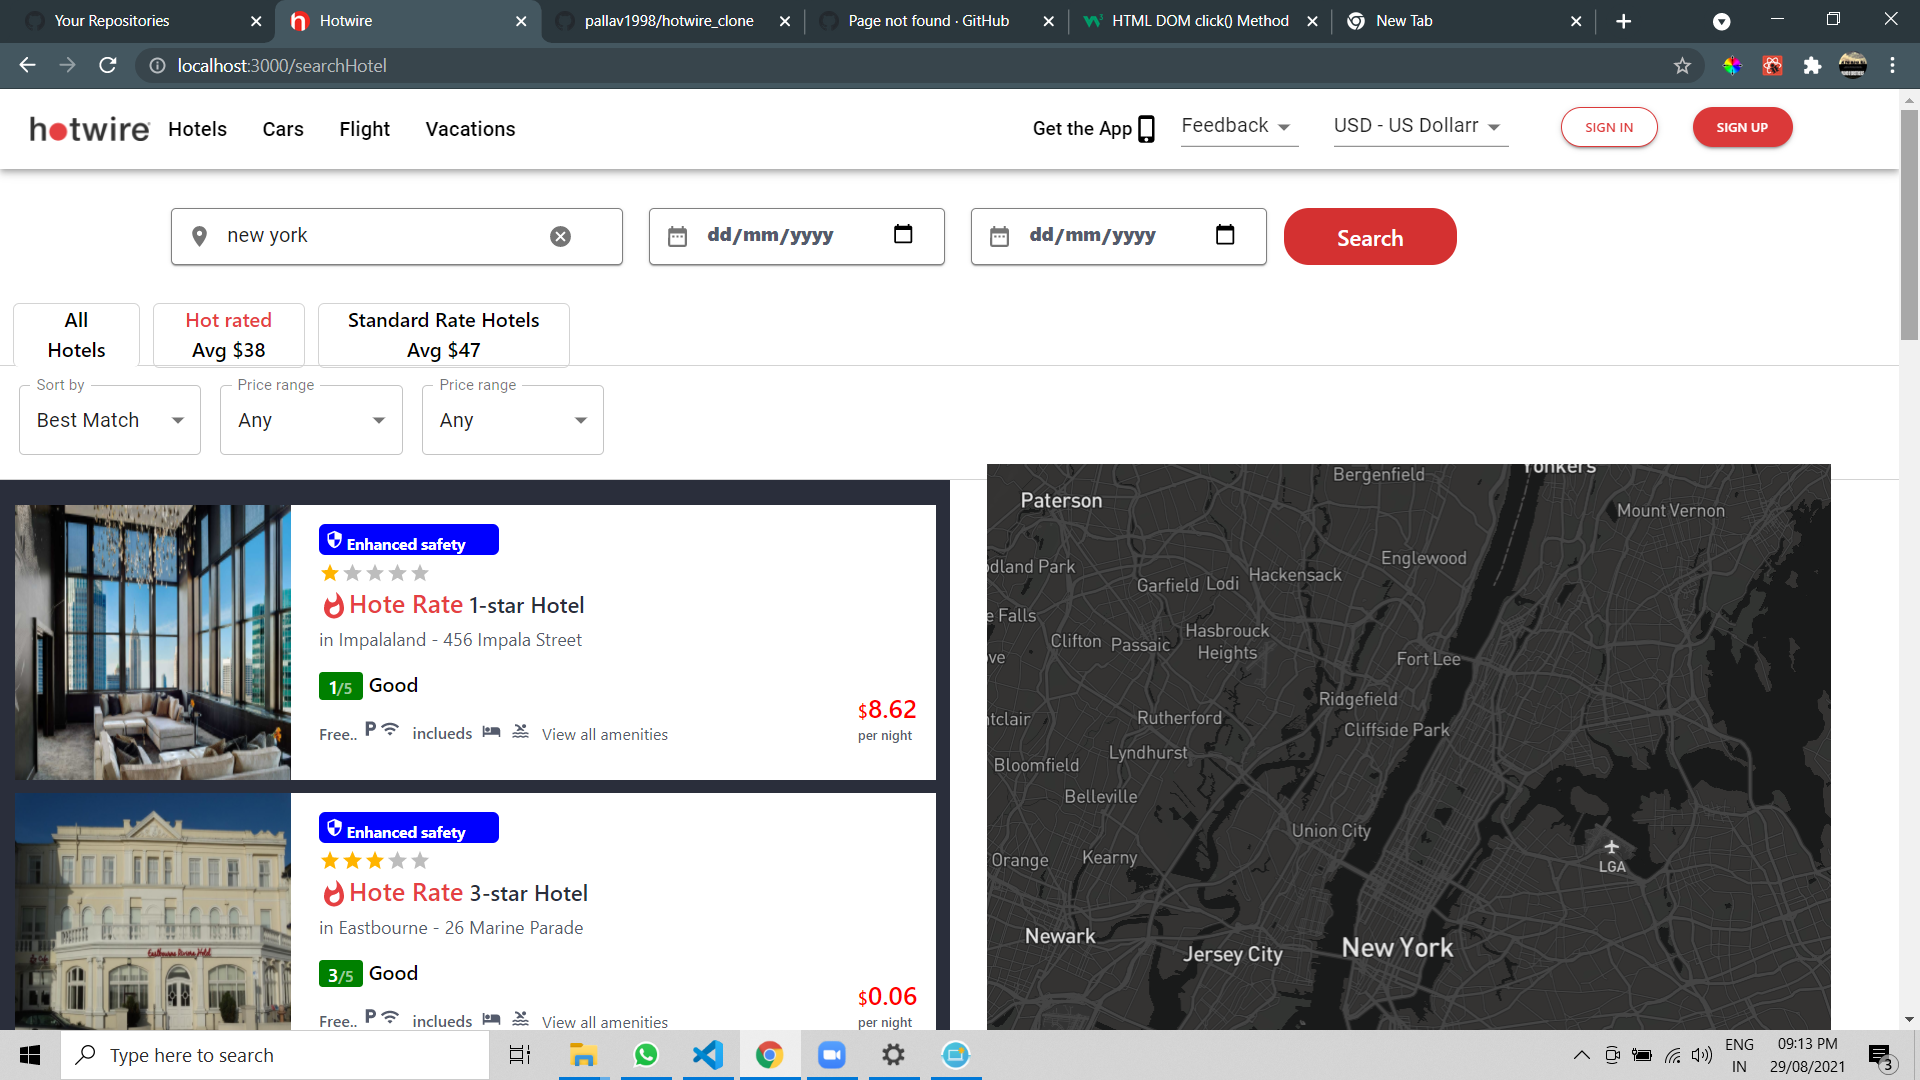 Your Repositories
Hotwire
pallav1998/hotwire_clone
Page not found · GitHub
HTML DOM click() Method
New Tab
localhost:3000/searchHotel
hotwire
Hotels
Cars
Flight
Vacations
Get the App
Feedback
USD - US Dollarr
SIGN IN
SIGN UP
new york
dd/mm/yyyy
dd/mm/yyyy
Search
All
Hotels
Hot rated
Avg $38
Standard Rate Hotels
Avg $47
Sort by
Best Match
Price range
Any
Price range
Any
Enhanced safety
Hote Rate 1-star Hotel
in Impalaland - 456 Impala Street
1/5 Good
Free.. P inclueds View all amenities
$8.62
per night
Enhanced safety
Hote Rate 3-star Hotel
in Eastbourne - 26 Marine Parade
3/5 Good
Free.. P inclueds View all amenities
$0.06
per night
Eastbourne Riviera Hotel
Yonkers
Bergenfield
Paterson
Mount Vernon
Englewood
dland Park
Hackensack
Garfield
Lodi
e Falls
Clifton
Passaic
Hasbrouck
Heights
ve
Fort Lee
Ridgefield
ntclair
Rutherford
Cliffside Park
Lyndhurst
Bloomfield
Belleville
Union City
Orange
Kearny
LGA
Newark
Jersey City
New York
Type here to search
ENG
IN
09:13 PM
29/08/2021
3